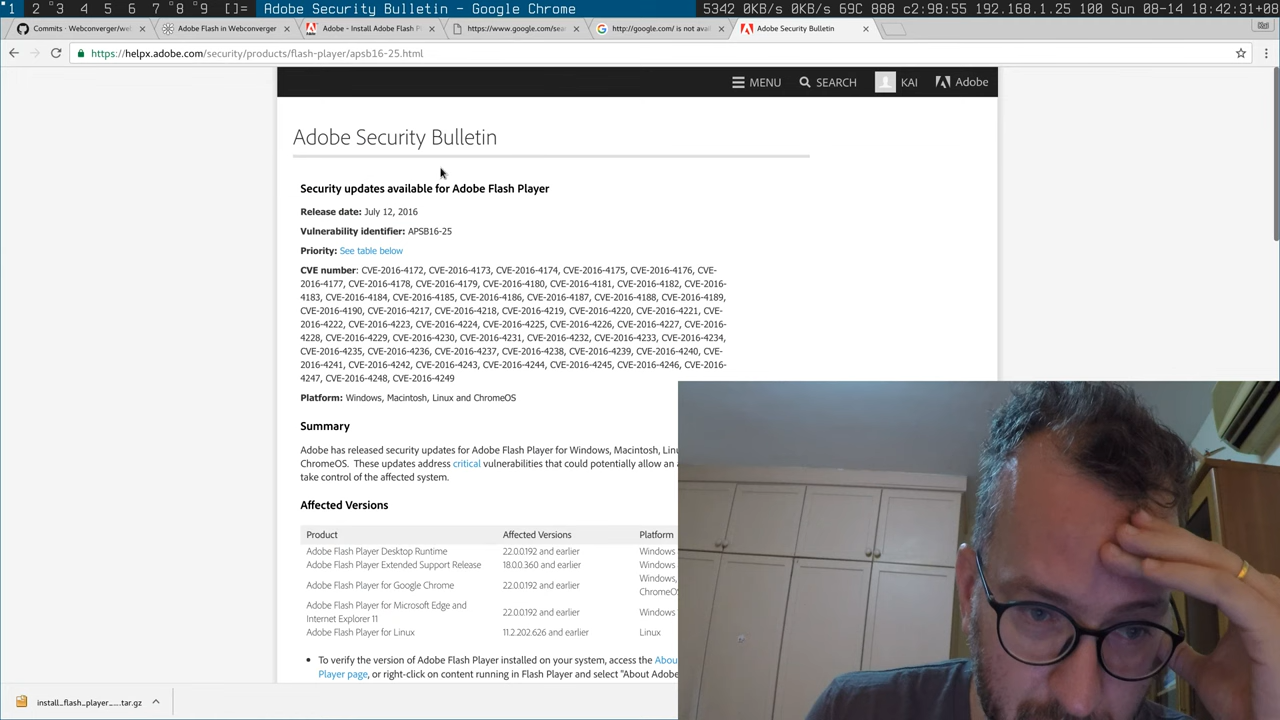 1 2 3 4 5 6 7 8 9 []= Adobe Security Bulletin - Google Chrome 5342 0KB/s 0KB/s 69C 888 c2:98:55 192.168.1.25 100 Sun 08-14 18:42:31+08
Commits · Webconverger/we
Adobe Flash in Webconverger
Adobe - Install Adobe Flash P
https://www.google.com/sea
http://google.com/ is not ava
Adobe Security Bulletin
Kai
https://helpx.adobe.com/security/products/flash-player/apsb16-25.html
MENU SEARCH KAI Adobe
Adobe Security Bulletin
Security updates available for Adobe Flash Player
Release date: July 12, 2016
Vulnerability identifier: APSB16-25
Priority: See table below
CVE number: CVE-2016-4172, CVE-2016-4173, CVE-2016-4174, CVE-2016-4175, CVE-2016-4176, CVE-
2016-4177, CVE-2016-4178, CVE-2016-4179, CVE-2016-4180, CVE-2016-4181, CVE-2016-4182, CVE-2016-
4183, CVE-2016-4184, CVE-2016-4185, CVE-2016-4186, CVE-2016-4187, CVE-2016-4188, CVE-2016-4189,
CVE-2016-4190, CVE-2016-4217, CVE-2016-4218, CVE-2016-4219, CVE-2016-4220, CVE-2016-4221, CVE-
2016-4222, CVE-2016-4223, CVE-2016-4224, CVE-2016-4225, CVE-2016-4226, CVE-2016-4227, CVE-2016-
4228, CVE-2016-4229, CVE-2016-4230, CVE-2016-4231, CVE-2016-4232, CVE-2016-4233, CVE-2016-4234,
CVE-2016-4235, CVE-2016-4236, CVE-2016-4237, CVE-2016-4238, CVE-2016-4239, CVE-2016-4240, CVE-
2016-4241, CVE-2016-4242, CVE-2016-4243, CVE-2016-4244, CVE-2016-4245, CVE-2016-4246, CVE-2016-
4247, CVE-2016-4248, CVE-2016-4249
Platform: Windows, Macintosh, Linux and ChromeOS
Summary
Adobe has released security updates for Adobe Flash Player for Windows, Macintosh, Linu
ChromeOS. These updates address critical vulnerabilities that could potentially allow an a
take control of the affected system.
Affected Versions
Product Affected Versions Platform
Adobe Flash Player Desktop Runtime 22.0.0.192 and earlier Windows
Adobe Flash Player Extended Support Release 18.0.0.360 and earlier Windows
Adobe Flash Player for Google Chrome 22.0.0.192 and earlier Windows,
ChromeO
Adobe Flash Player for Microsoft Edge and
Internet Explorer 11 22.0.0.192 and earlier Windows
Adobe Flash Player for Linux 11.2.202.626 and earlier Linux
• To verify the version of Adobe Flash Player installed on your system, access the Abou
Player page, or right-click on content running in Flash Player and select "About Adobe
install_flash_player_....tar.gz